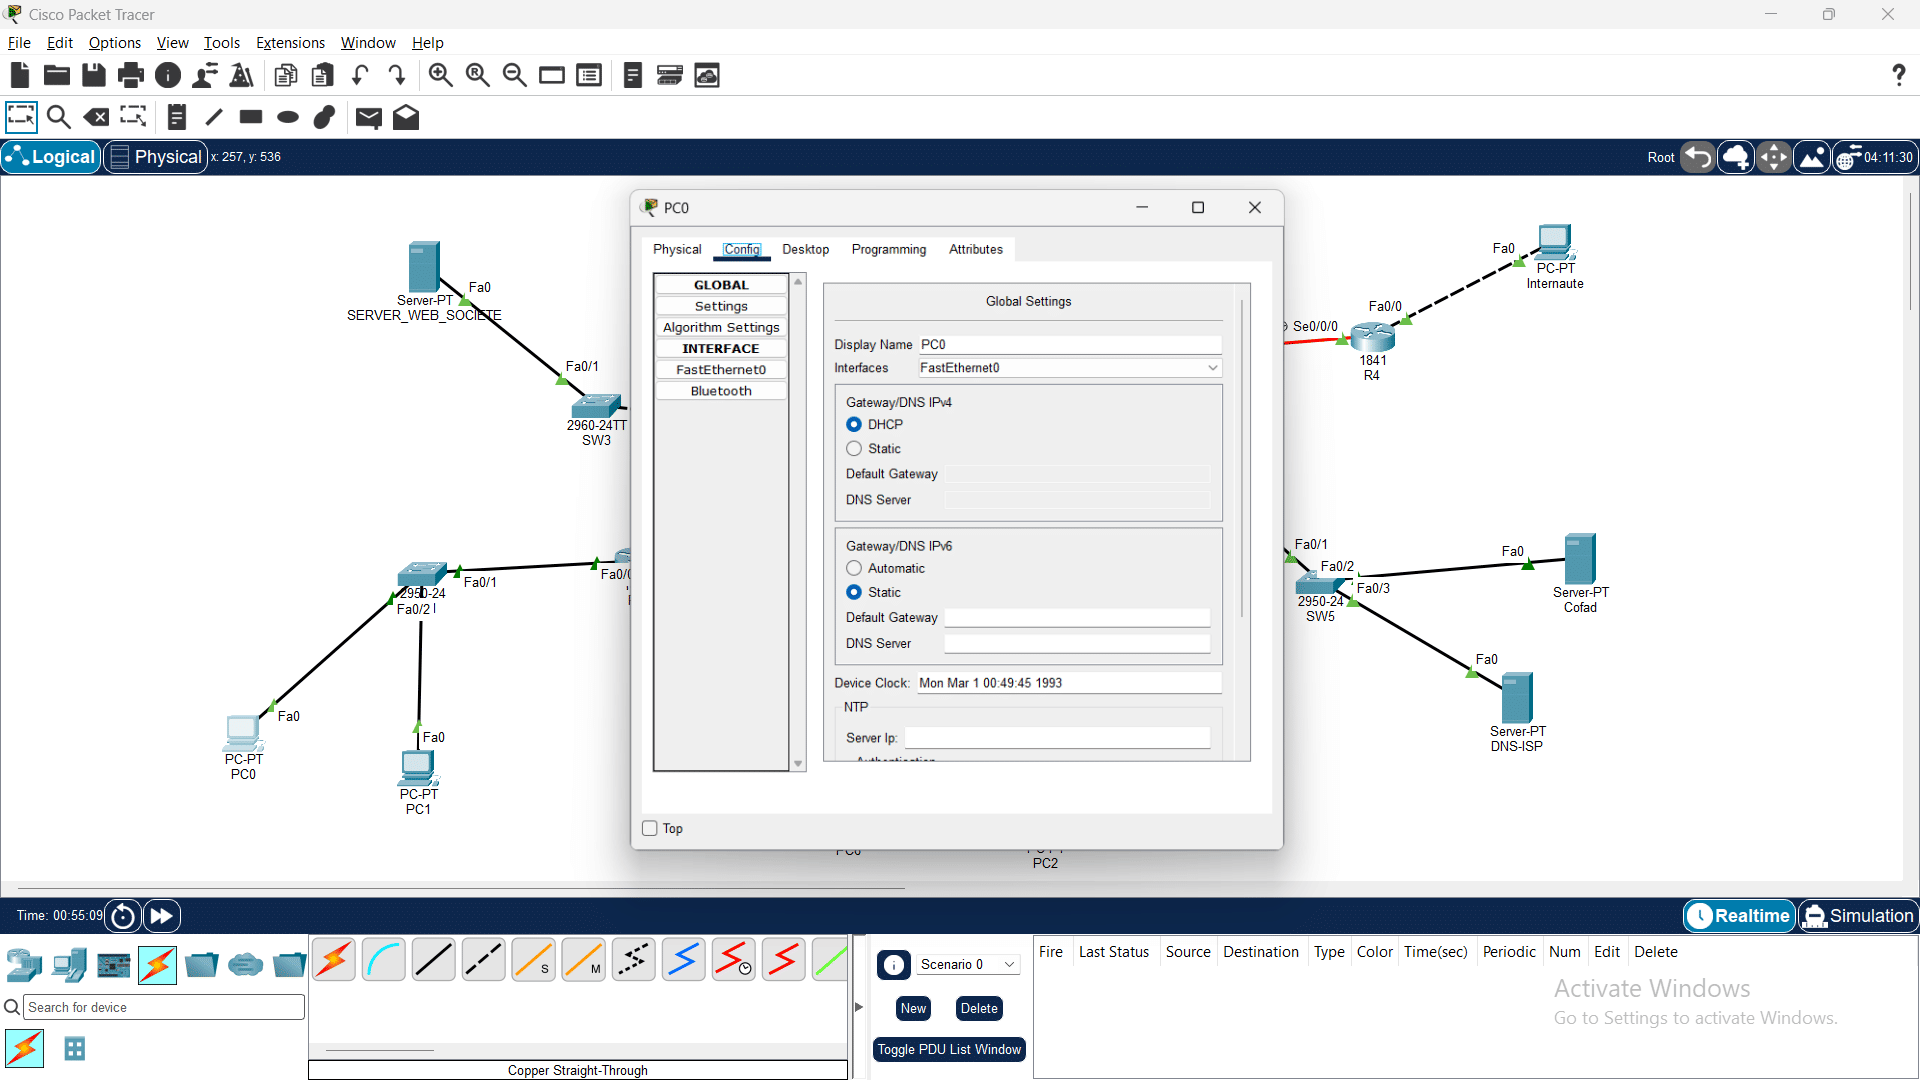 Cisco Packet Tracer
File Edit Options View Tools Extensions Window Help
Logical Physical x: 257, y: 536 Root 04:11:30
PC0
Physical Config Desktop Programming Attributes
GLOBAL
Settings
Algorithm Settings
INTERFACE
FastEthernet0
Bluetooth
Global Settings
Display Name PC0
Interfaces FastEthernet0
Gateway/DNS IPv4
DHCP
Static
Default Gateway
DNS Server
Gateway/DNS IPv6
Automatic
Static
Default Gateway
DNS Server
Device Clock: Mon Mar 1 00:49:45 1993
NTP
Server Ip:
Authentication
Top
Fa0
Server-PT
SERVER_WEB_SOCIETE
Fa0/1
2960-24TT
SW3
Fa0/1
2950-24
Fa0/2
Fa0/0
Fa0
PC-PT
PC0
Fa0
PC-PT
PC1
Fa0
PC-PT
Internaute
Fa0/0
Se0/0/0
1841
R4
Fa0/1
Fa0/2
Fa0/3
2950-24
SW5
Fa0
Server-PT
Cofad
Fa0
Server-PT
DNS-ISP
PC2
Time: 00:55:09 Realtime Simulation
Search for device
S
M
Copper Straight-Through
Scenario 0
New Delete
Toggle PDU List Window
Fire Last Status Source Destination Type Color Time(sec) Periodic Num Edit Delete
Activate Windows
Go to Settings to activate Windows.